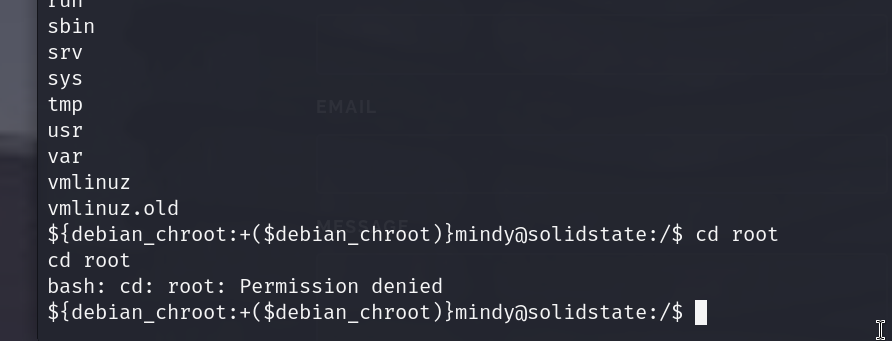 run
sbin
srv
sys
tmp
usr
var
vmlinuz
vmlinuz.old
${debian_chroot:+($debian_chroot)}mindy@solidstate:/$ cd root
cd root
bash: cd: root: Permission denied
${debian_chroot:+($debian_chroot)}mindy@solidstate:/$
EMAIL
MESSAGE